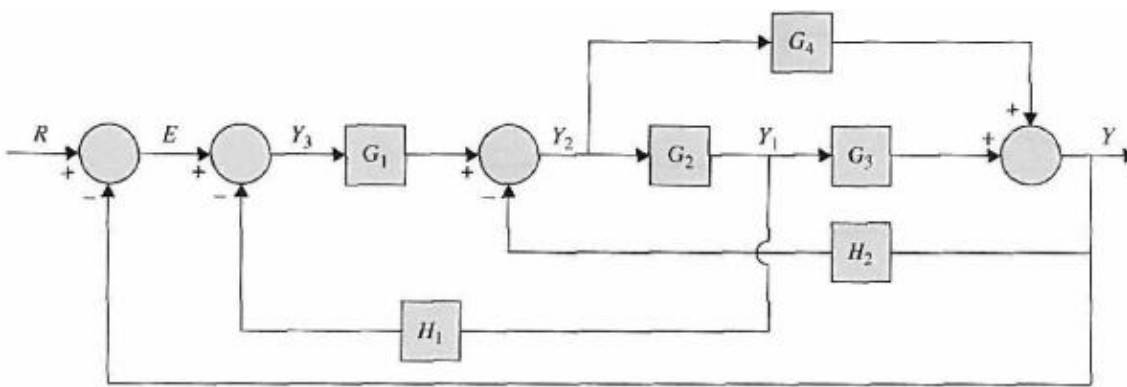 G4
R E Y3 G1 Y2 G2 Y1 G3 Y
+ + + + +
− − −
H2
H1